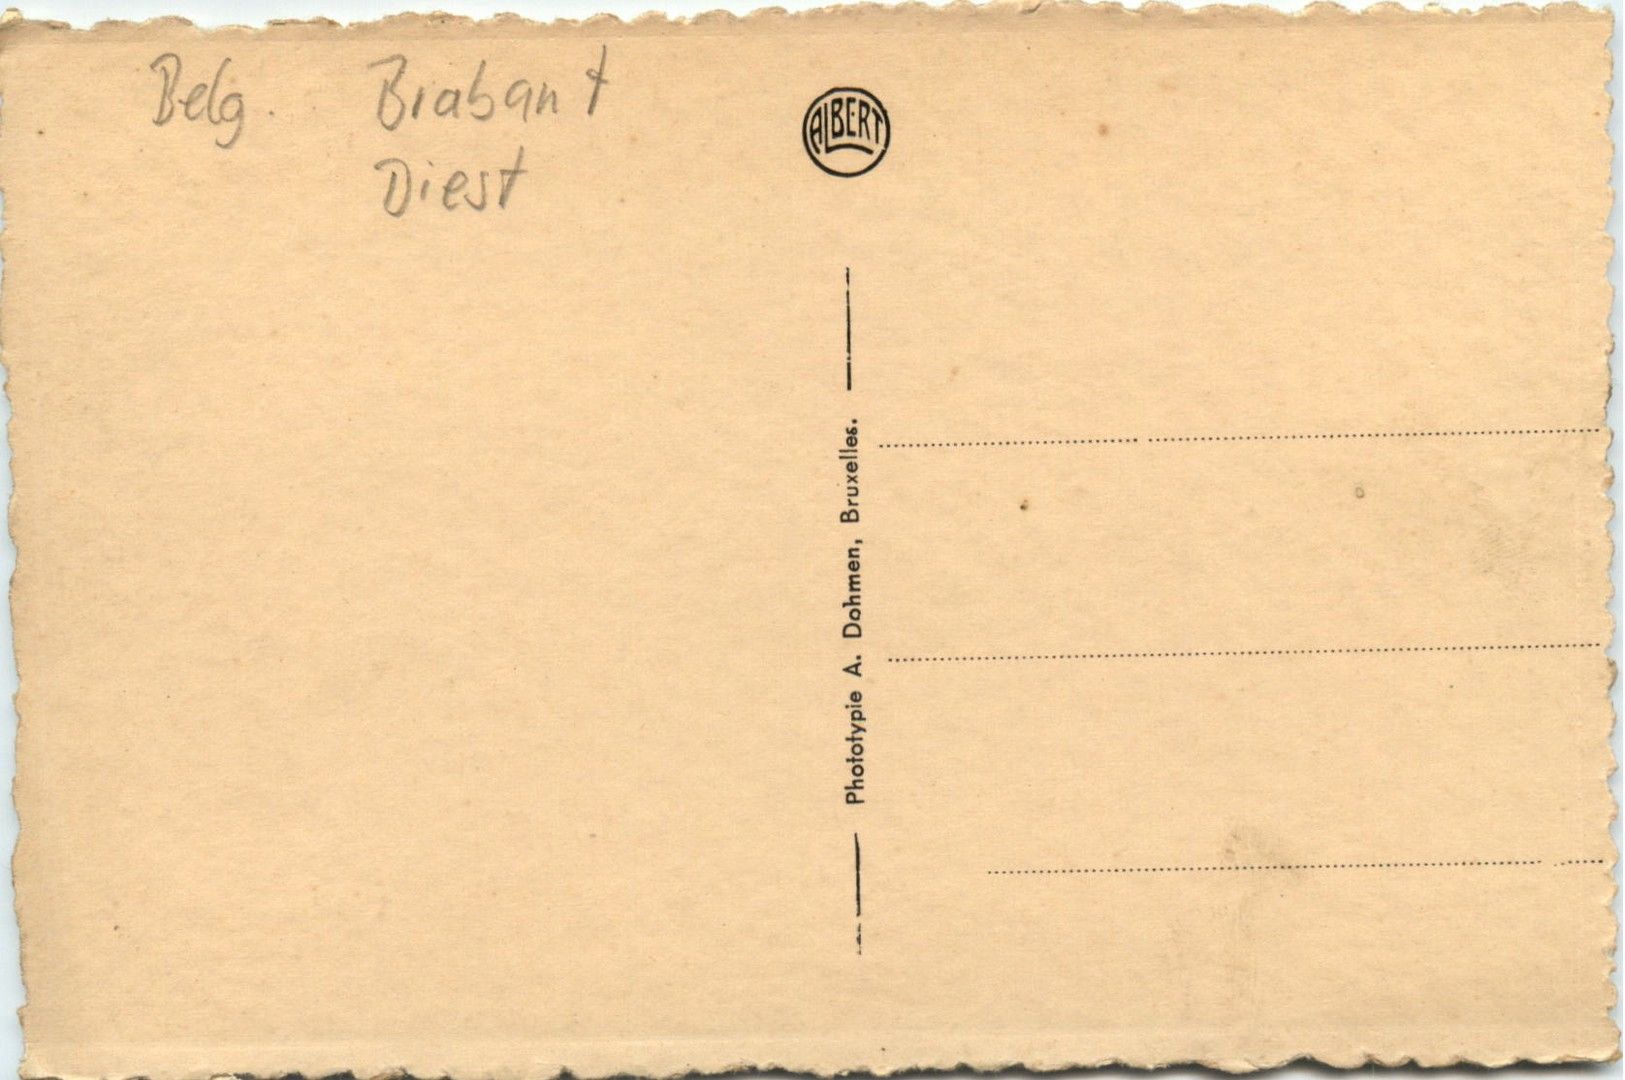 Belg. Brabant
Diest
ALBERT
Phototypie A. Dohmen, Bruxelles.